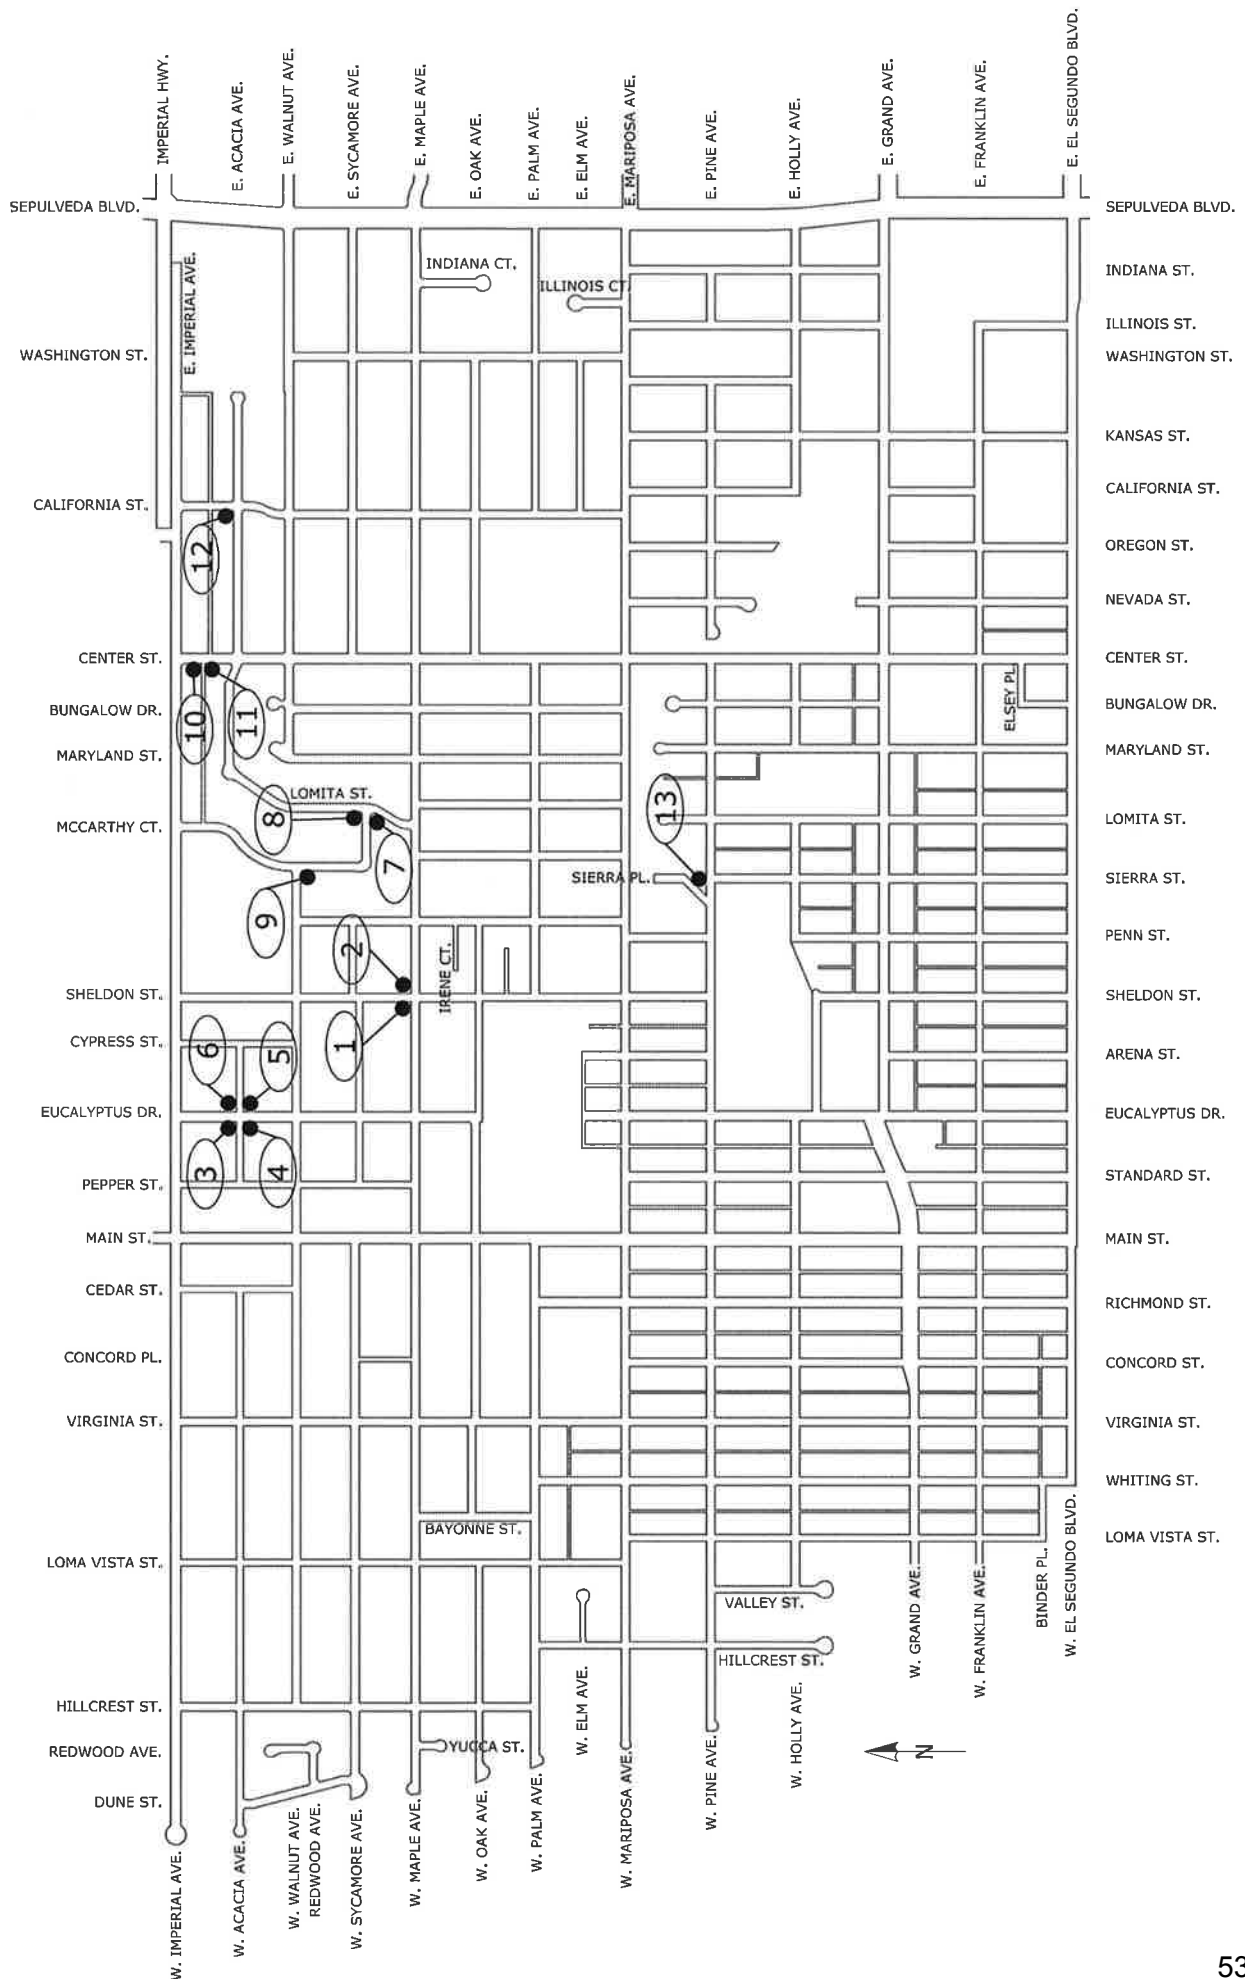 IMPERIAL HWY.
E. ACACIA AVE.
E. WALNUT AVE.
E. SYCAMORE AVE.
E. MAPLE AVE.
E. OAK AVE.
E. PALM AVE.
E. ELM AVE.
E. MARIPOSA AVE.
E. PINE AVE.
E. HOLLY AVE.
E. GRAND AVE.
E. FRANKLIN AVE.
E. EL SEGUNDO BLVD.
SEPULVEDA BLVD.
SEPULVEDA BLVD.
E. IMPERIAL AVE.
INDIANA CT.
ILLINOIS CT.
INDIANA ST.
ILLINOIS ST.
WASHINGTON ST.
WASHINGTON ST.
KANSAS ST.
CALIFORNIA ST.
CALIFORNIA ST.
12
OREGON ST.
NEVADA ST.
CENTER ST.
CENTER ST.
10
11
BUNGALOW DR.
ELSEY PL.
BUNGALOW DR.
MARYLAND ST.
MARYLAND ST.
LOMITA ST.
8
13
MCCARTHY CT.
LOMITA ST.
7
SIERRA PL.
SIERRA ST.
9
2
PENN ST.
IRENE CT.
SHELDON ST.
SHELDON ST.
1
6
5
CYPRESS ST.
ARENA ST.
EUCALYPTUS DR.
EUCALYPTUS DR.
3
4
PEPPER ST.
STANDARD ST.
MAIN ST.
MAIN ST.
CEDAR ST.
RICHMOND ST.
CONCORD PL.
CONCORD ST.
VIRGINIA ST.
VIRGINIA ST.
WHITING ST.
BAYONNE ST.
LOMA VISTA ST.
LOMA VISTA ST.
VALLEY ST.
BINDER PL.
W. EL SEGUNDO BLVD.
W. GRAND AVE.
W. FRANKLIN AVE.
HILLCREST ST.
W. ELM AVE.
HILLCREST ST.
W. HOLLY AVE.
REDWOOD AVE.
YUCCA ST.
N
DUNE ST.
W. IMPERIAL AVE.
W. ACACIA AVE.
W. WALNUT AVE.
REDWOOD AVE.
W. SYCAMORE AVE.
W. MAPLE AVE.
W. OAK AVE.
W. PALM AVE.
W. MARIPOSA AVE.
W. PINE AVE.
53